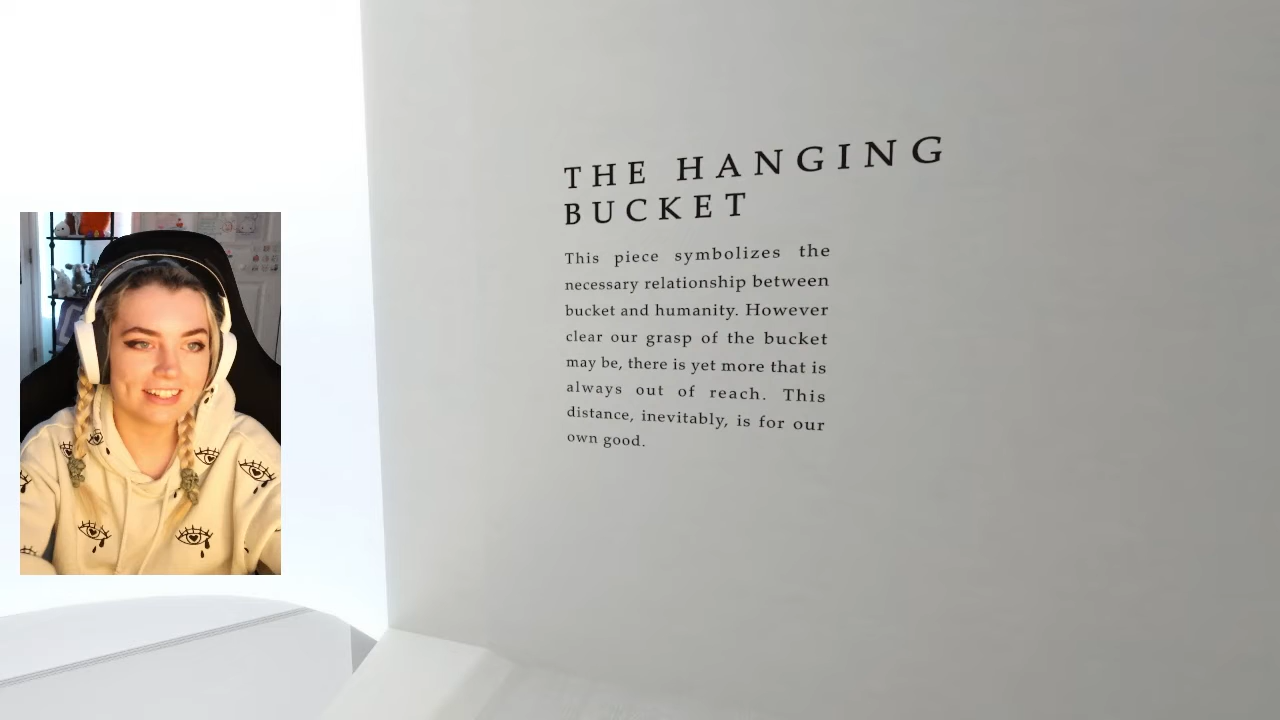 THE HANGING
BUCKET
This piece symbolizes the
necessary relationship between
bucket and humanity. However
clear our grasp of the bucket
may be, there is yet more that is
always out of reach. This
distance, inevitably, is for our
own good.